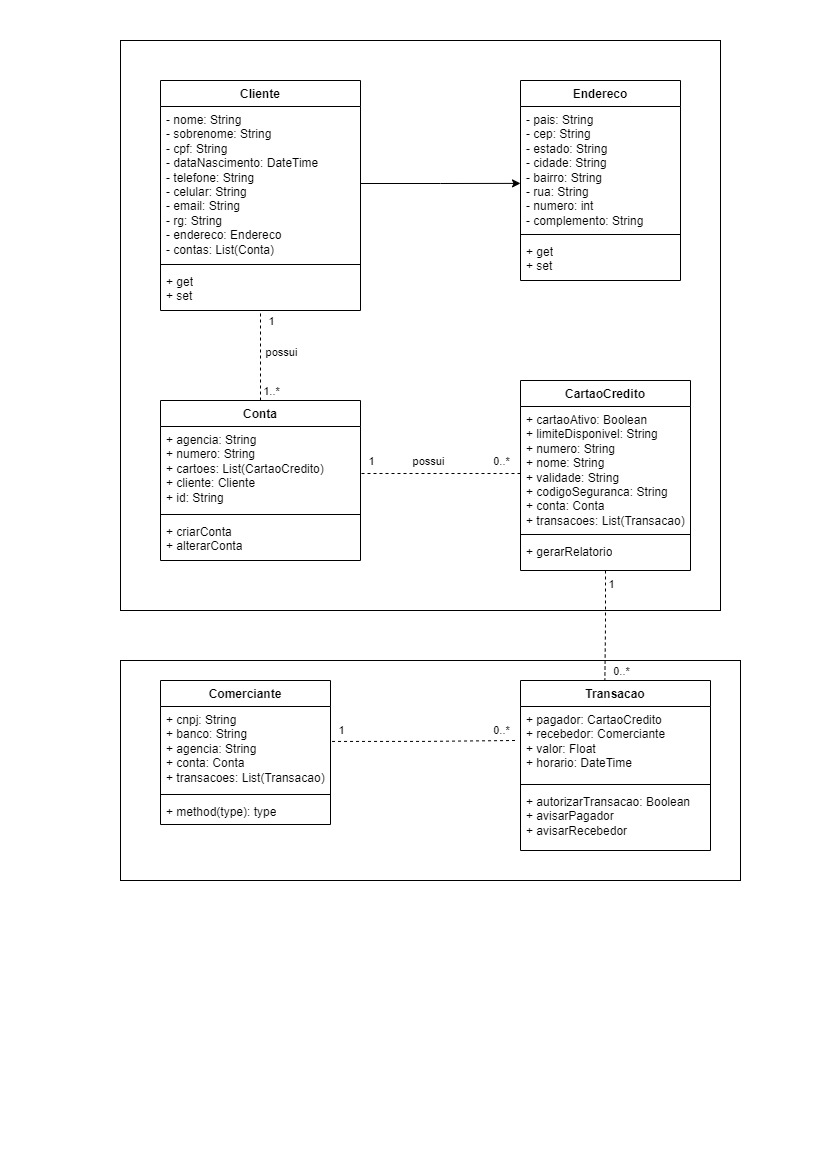 Cliente
- nome: String
- sobrenome: String
- cpf: String
- dataNascimento: DateTime
- telefone: String
- celular: String
- email: String
- rg: String
- endereco: Endereco
- contas: List(Conta)
+ get
+ set
Endereco
- pais: String
- cep: String
- estado: String
- cidade: String
- bairro: String
- rua: String
- numero: int
- complemento: String
+ get
+ set
1
possui
1..*
Conta
+ agencia: String
+ numero: String
+ cartoes: List(CartaoCredito)
+ cliente: Cliente
+ id: String
+ criarConta
+ alterarConta
1
possui
0..*
CartaoCredito
+ cartaoAtivo: Boolean
+ limiteDisponivel: String
+ numero: String
+ nome: String
+ validade: String
+ codigoSeguranca: String
+ conta: Conta
+ transacoes: List(Transacao)
+ gerarRelatorio
1
0..*
Comerciante
+ cnpj: String
+ banco: String
+ agencia: String
+ conta: Conta
+ transacoes: List(Transacao)
+ method(type): type
1
0..*
Transacao
+ pagador: CartaoCredito
+ recebedor: Comerciante
+ valor: Float
+ horario: DateTime
+ autorizarTransacao: Boolean
+ avisarPagador
+ avisarRecebedor